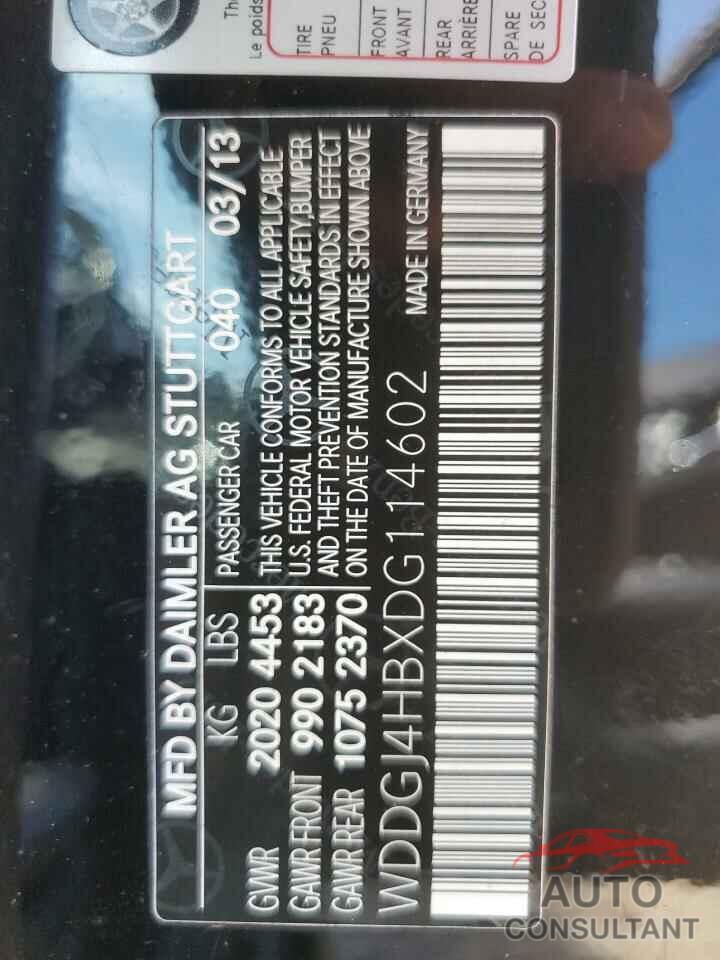 Th
Le poids
TIRE
PNEU
FRONT
AVANT
REAR
ARRIÈRE
SPARE
DE SEC
MFD BY DAIMLER AG STUTTGART
KG LBS PASSENGER CAR 040 03/13
GVWR 2020 4453 THIS VEHICLE CONFORMS TO ALL APPLICABLE
GAWR FRONT 990 2183 U.S. FEDERAL MOTOR VEHICLE SAFETY,BUMPER
GAWR REAR 1075 2370 AND THEFT PREVENTION STANDARDS IN EFFECT
ON THE DATE OF MANUFACTURE SHOWN ABOVE
WDDGJ4HBXDG114602 MADE IN GERMANY
AUTO
CONSULTANT